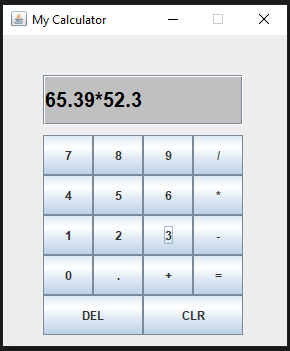 My Calculator
65.39*52.3
7 8 9 /
4 5 6 *
1 2 3 -
0 . + =
DEL CLR